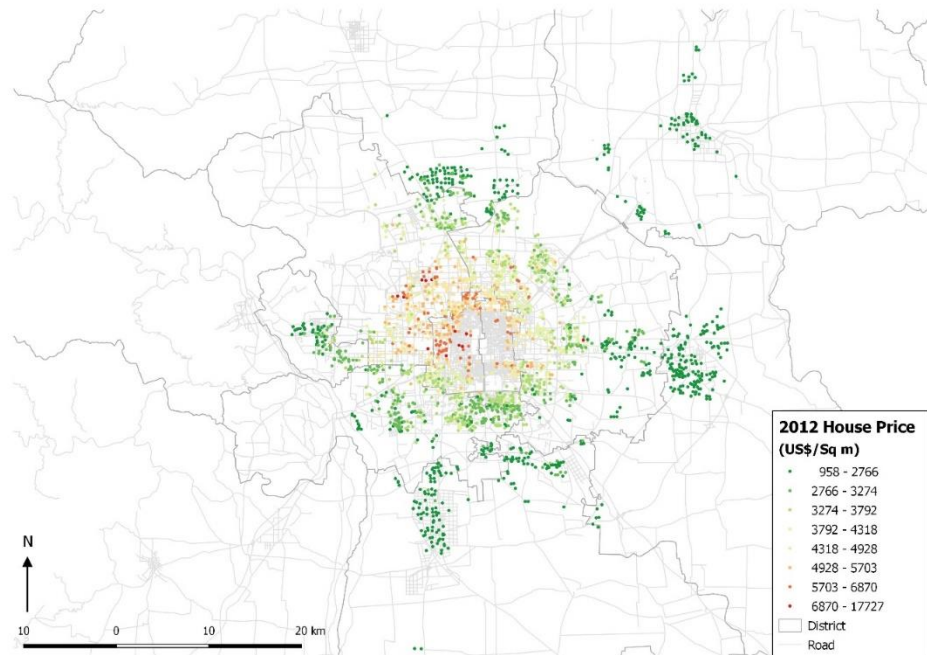 2012 House Price
(US$/Sq m)
958 - 2766
2766 - 3274
3274 - 3792
3792 - 4318
4318 - 4928
4928 - 5703
5703 - 6870
6870 - 17727
District
Road
N
10 0 10 20 km